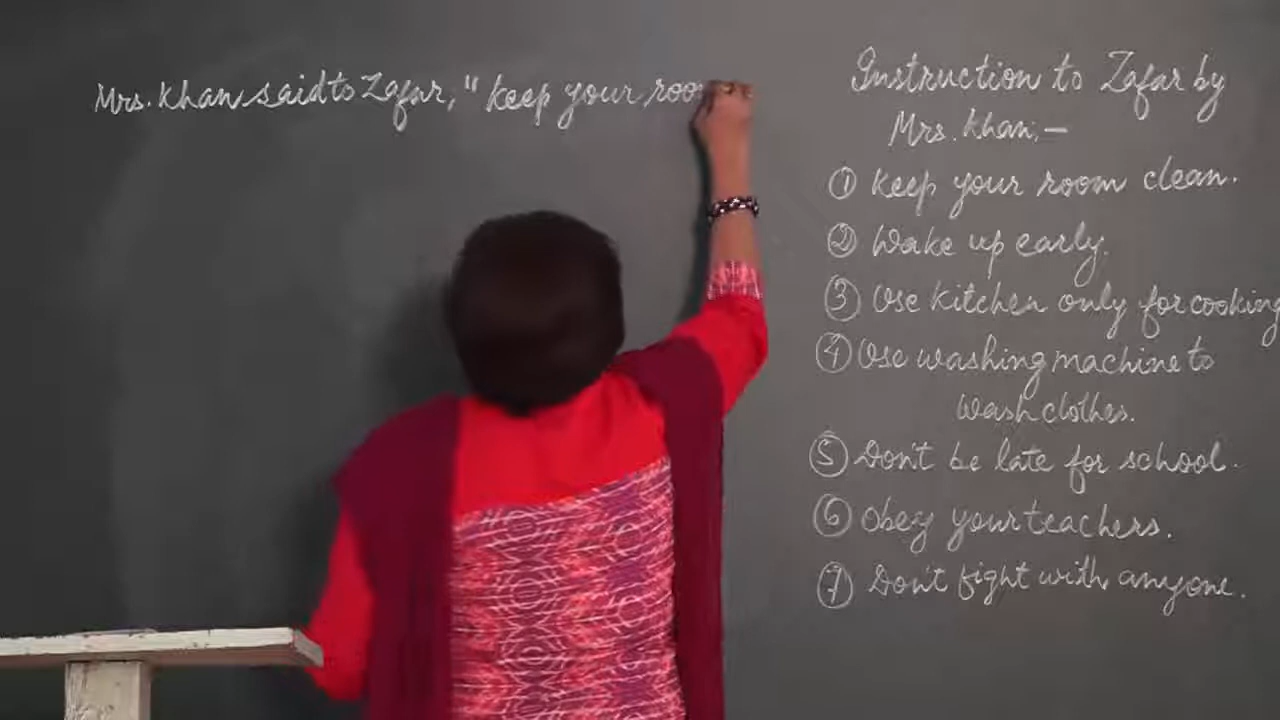 Mrs. Khan said to Zafar, "Keep your roo
Instruction to Zafar by
Mrs. Khan:-
① Keep your room clean.
② Wake up early.
③ Use kitchen only for cooking
④ Use washing machine to
wash clothes.
⑤ Don't be late for school.
⑥ Obey your teachers.
⑦ Don't fight with anyone.